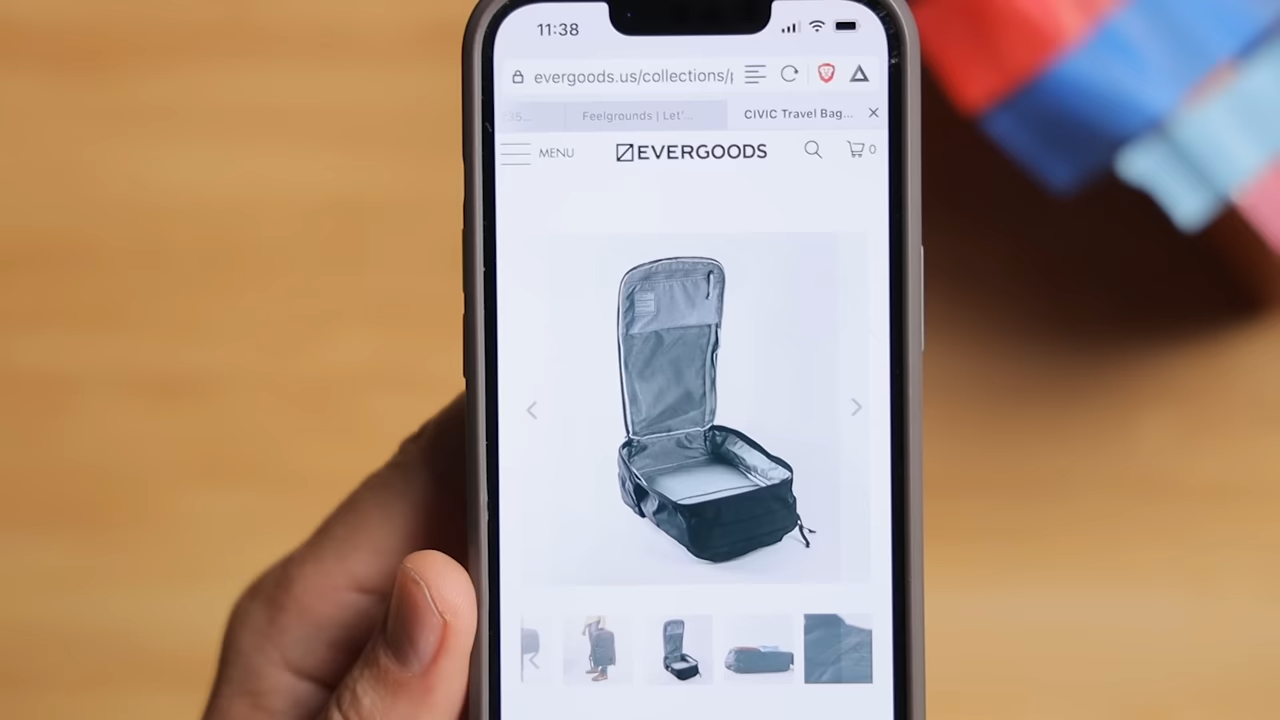 11:38
evergoods.us/collections/
Feelgrounds | Let'...
CIVIC Travel Bag...
MENU
EVERGOODS
0